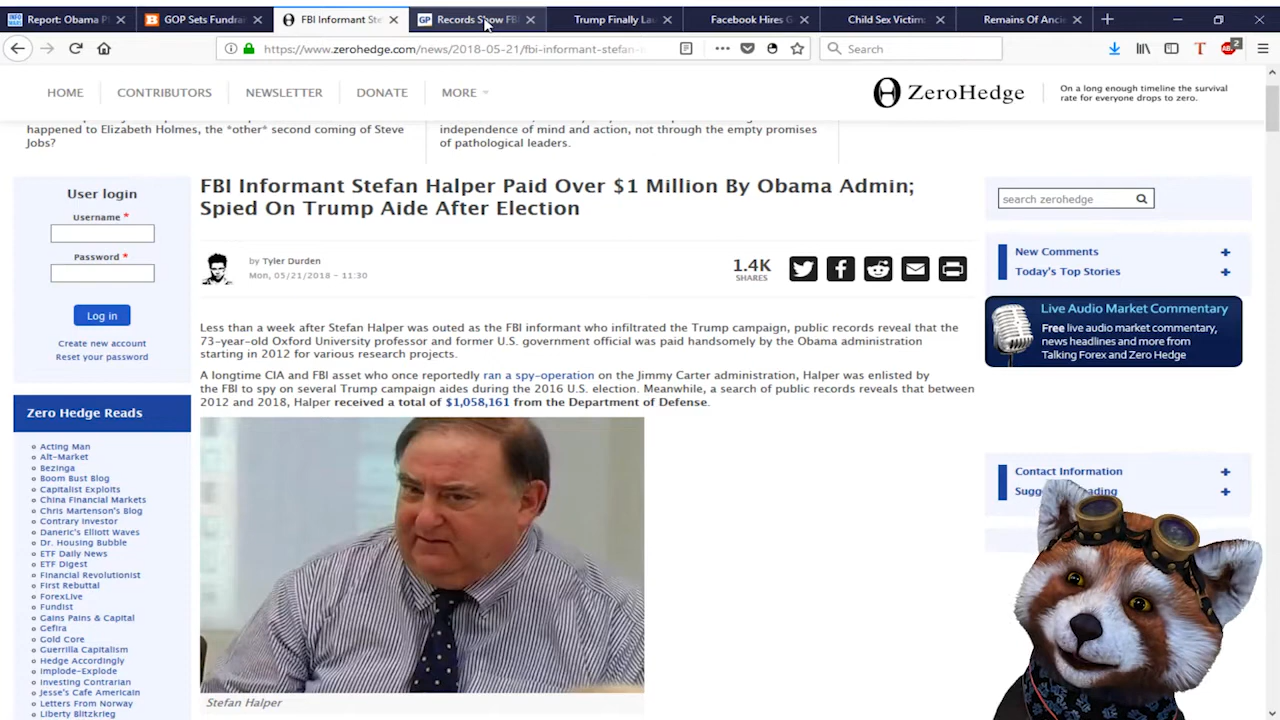 Report: Obama P
GOP Sets Fundra
FBI Informant Ste
GP Records Show FBI
Trump Finally Lau
Facebook Hires G
Child Sex Victim
Remains Of Ancie
https://www.zerohedge.com/news/2018-05-21/fbi-informant-stefan-
Search
2
HOME
CONTRIBUTORS
NEWSLETTER
DONATE
MORE
ZeroHedge
On a long enough timeline the survival
rate for everyone drops to zero.
happened to Elizabeth Holmes, the *other* second coming of Steve
Jobs?
independence of mind and action, not through the empty promises
of pathological leaders.
User login
Username *
Password *
Log in
Create new account
Reset your password
Zero Hedge Reads
Acting Man
Alt-Market
Bezinga
Boom Bust Blog
Capitalist Exploits
China Financial Markets
Chris Martenson's Blog
Contrary Investor
Daneric's Elliott Waves
Dr. Housing Bubble
ETF Daily News
ETF Digest
Financial Revolutionist
First Rebuttal
ForexLive
Fundist
Gains Pains & Capital
Gefira
Gold Core
Guerrilla Capitalism
Hedge Accordingly
Implode-Explode
Investing Contrarian
Jesse's Cafe Americain
Letters From Norway
Liberty Blitzkrieg
FBI Informant Stefan Halper Paid Over $1 Million By Obama Admin;
Spied On Trump Aide After Election
by Tyler Durden
Mon, 05/21/2018 - 11:30
1.4K
SHARES
Less than a week after Stefan Halper was outed as the FBI informant who infiltrated the Trump campaign, public records reveal that the
73-year-old Oxford University professor and former U.S. government official was paid handsomely by the Obama administration
starting in 2012 for various research projects.
A longtime CIA and FBI asset who once reportedly ran a spy-operation on the Jimmy Carter administration, Halper was enlisted by
the FBI to spy on several Trump campaign aides during the 2016 U.S. election. Meanwhile, a search of public records reveals that between
2012 and 2018, Halper received a total of $1,058,161 from the Department of Defense.
Stefan Halper
search zerohedge
New Comments
Today's Top Stories
Live Audio Market Commentary
Free live audio market commentary,
news headlines and more from
Talking Forex and Zero Hedge
Contact Information